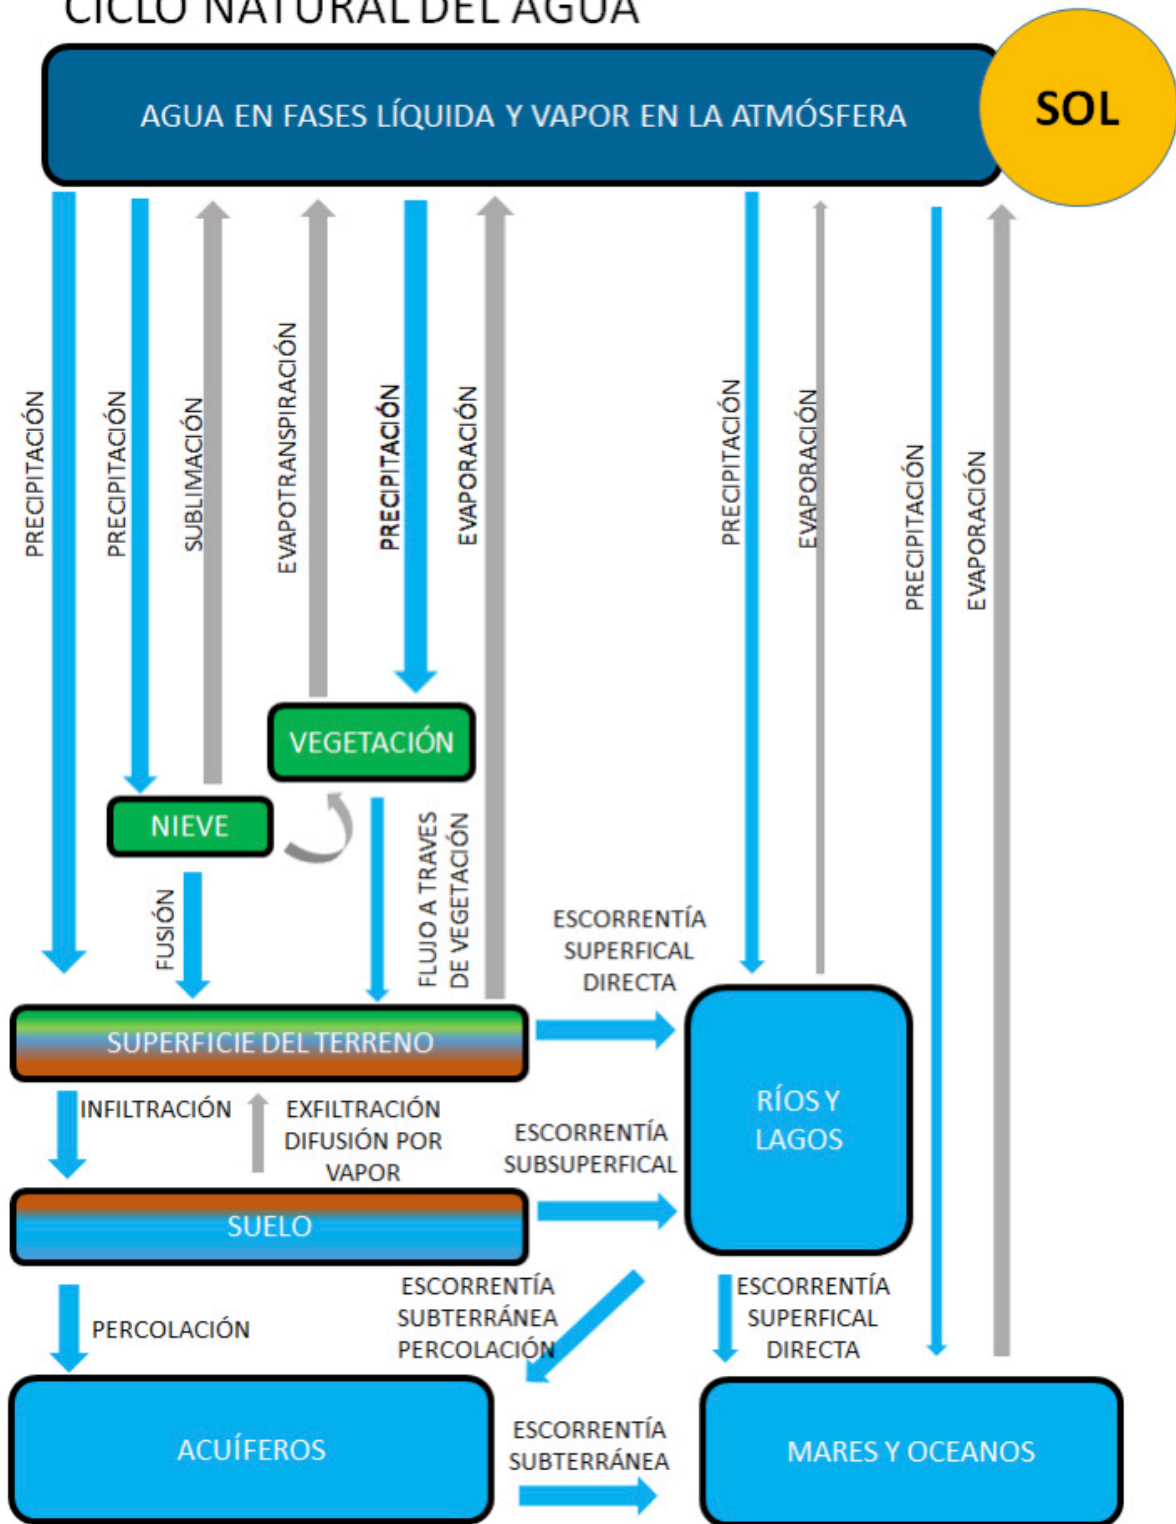 CICLO NATURAL DEL AGUA
AGUA EN FASES LÍQUIDA Y VAPOR EN LA ATMÓSFERA
SOL
PRECIPITACIÓN
PRECIPITACIÓN
SUBLIMACIÓN
EVAPOTRANSPIRACIÓN
PRECIPITACIÓN
EVAPORACIÓN
PRECIPITACIÓN
EVAPORACIÓN
PRECIPITACIÓN
EVAPORACIÓN
VEGETACIÓN
NIEVE
FUSIÓN
FLUJO A TRAVES
DE VEGETACIÓN
ESCORRENTÍA
SUPERFICAL
DIRECTA
SUPERFICIE DEL TERRENO
RÍOS Y
LAGOS
INFILTRACIÓN
EXFILTRACIÓN
DIFUSIÓN POR
VAPOR
ESCORRENTÍA
SUBSUPERFICAL
SUELO
PERCOLACIÓN
ESCORRENTÍA
SUBTERRÁNEA
PERCOLACIÓN
ESCORRENTÍA
SUPERFICAL
DIRECTA
ACUÍFEROS
ESCORRENTÍA
SUBTERRÁNEA
MARES Y OCEANOS